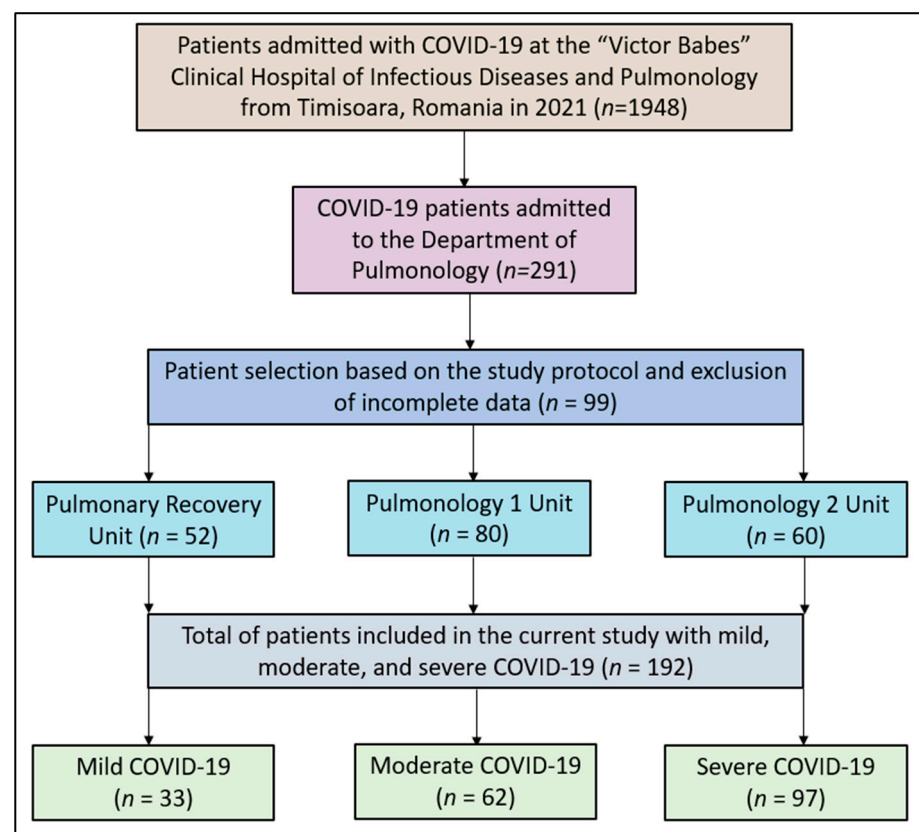 Patients admitted with COVID-19 at the “Victor Babes”
Clinical Hospital of Infectious Diseases and Pulmonology
from Timisoara, Romania in 2021 (n=1948)
COVID-19 patients admitted
to the Department of
Pulmonology (n=291)
Patient selection based on the study protocol and exclusion
of incomplete data (n = 99)
Pulmonary Recovery
Unit (n = 52)
Pulmonology 1 Unit
(n = 80)
Pulmonology 2 Unit
(n = 60)
Total of patients included in the current study with mild,
moderate, and severe COVID-19 (n = 192)
Mild COVID-19
(n = 33)
Moderate COVID-19
(n = 62)
Severe COVID-19
(n = 97)